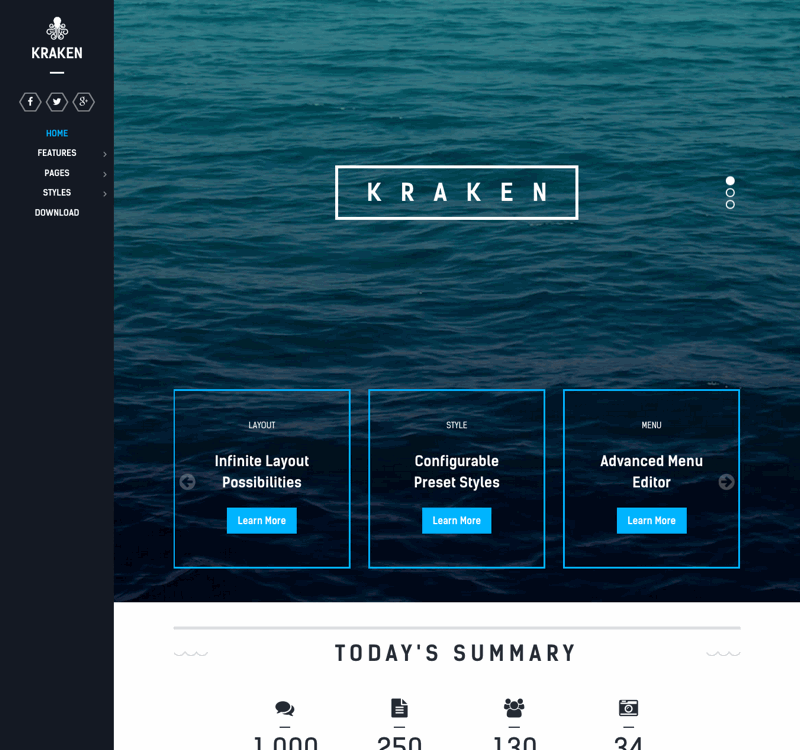 KRAKEN
HOME
FEATURES
PAGES
STYLES
DOWNLOAD
KRAKEN
LAYOUT
Infinite Layout
Possibilities
Learn More
STYLE
Configurable
Preset Styles
Learn More
MENU
Advanced Menu
Editor
Learn More
TODAY'S SUMMARY
1,000
250
130
34